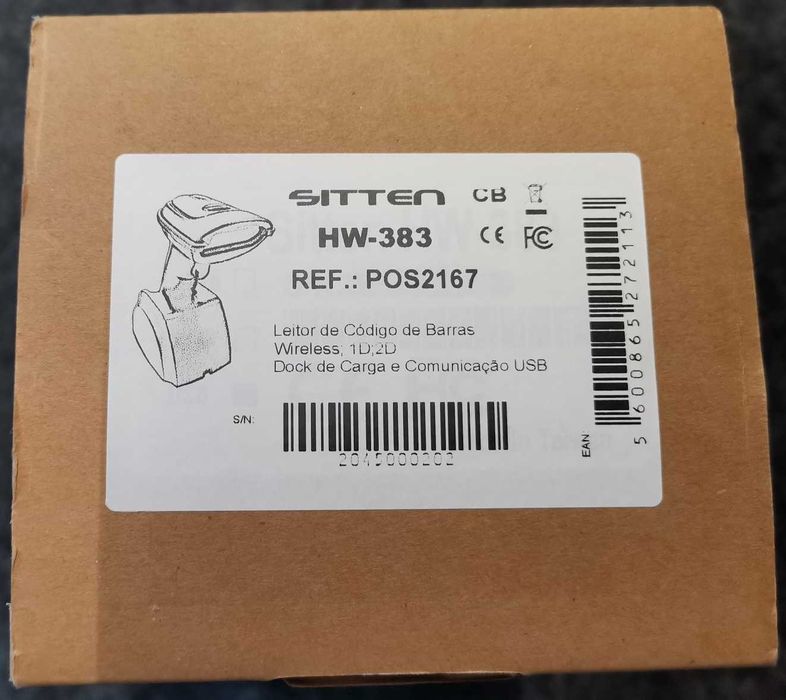 SITTEN CB
HW-383 CE FC
REF.: POS2167
Leitor de Código de Barras
Wireless; 1D;2D
Dock de Carga e Comunicação USB
S/N:
2045000202
EAN:
5600865272113